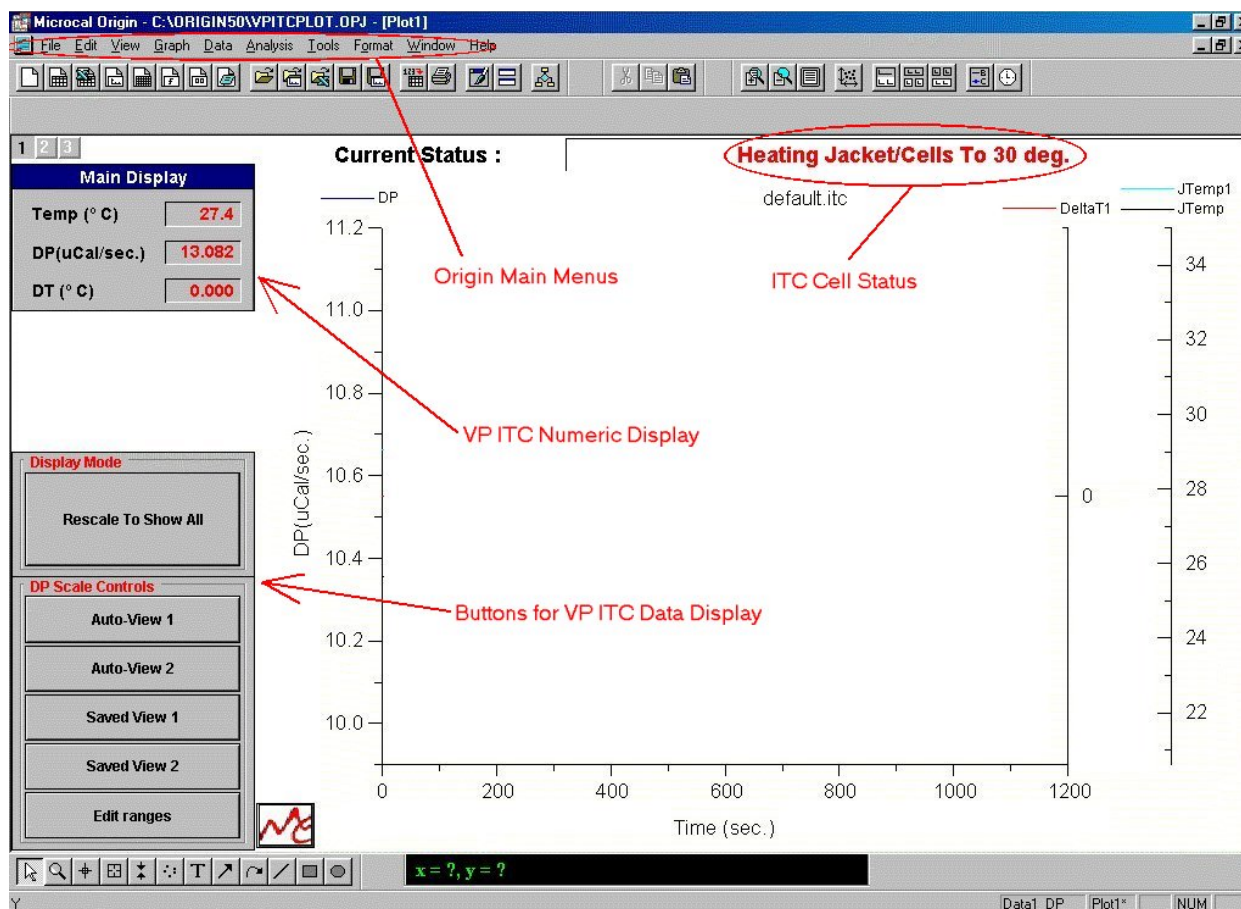 Microcal Origin - C:\ORIGIN50\VPITCPLOT.OPJ - [Plot1]
File Edit View Graph Data Analysis Tools Format Window Help
1 2 3
Current Status :
Heating Jacket/Cells To 30 deg.
Main Display
Temp (° C) 27.4
DP(uCal/sec.) 13.082
DT (° C) 0.000
DP
default.itc
DeltaT1
JTemp1
JTemp
Origin Main Menus
ITC Cell Status
VP ITC Numeric Display
Buttons for VP ITC Data Display
Display Mode
Rescale To Show All
DP Scale Controls
Auto-View 1
Auto-View 2
Saved View 1
Saved View 2
Edit ranges
DP(uCal/sec.)
11.2
11.0
10.8
10.6
10.4
10.2
10.0
0
34
32
30
28
26
24
22
0 200 400 600 800 1000 1200
Time (sec.)
T
x = ?, y = ?
Y
Data1_DP Plot1* NUM